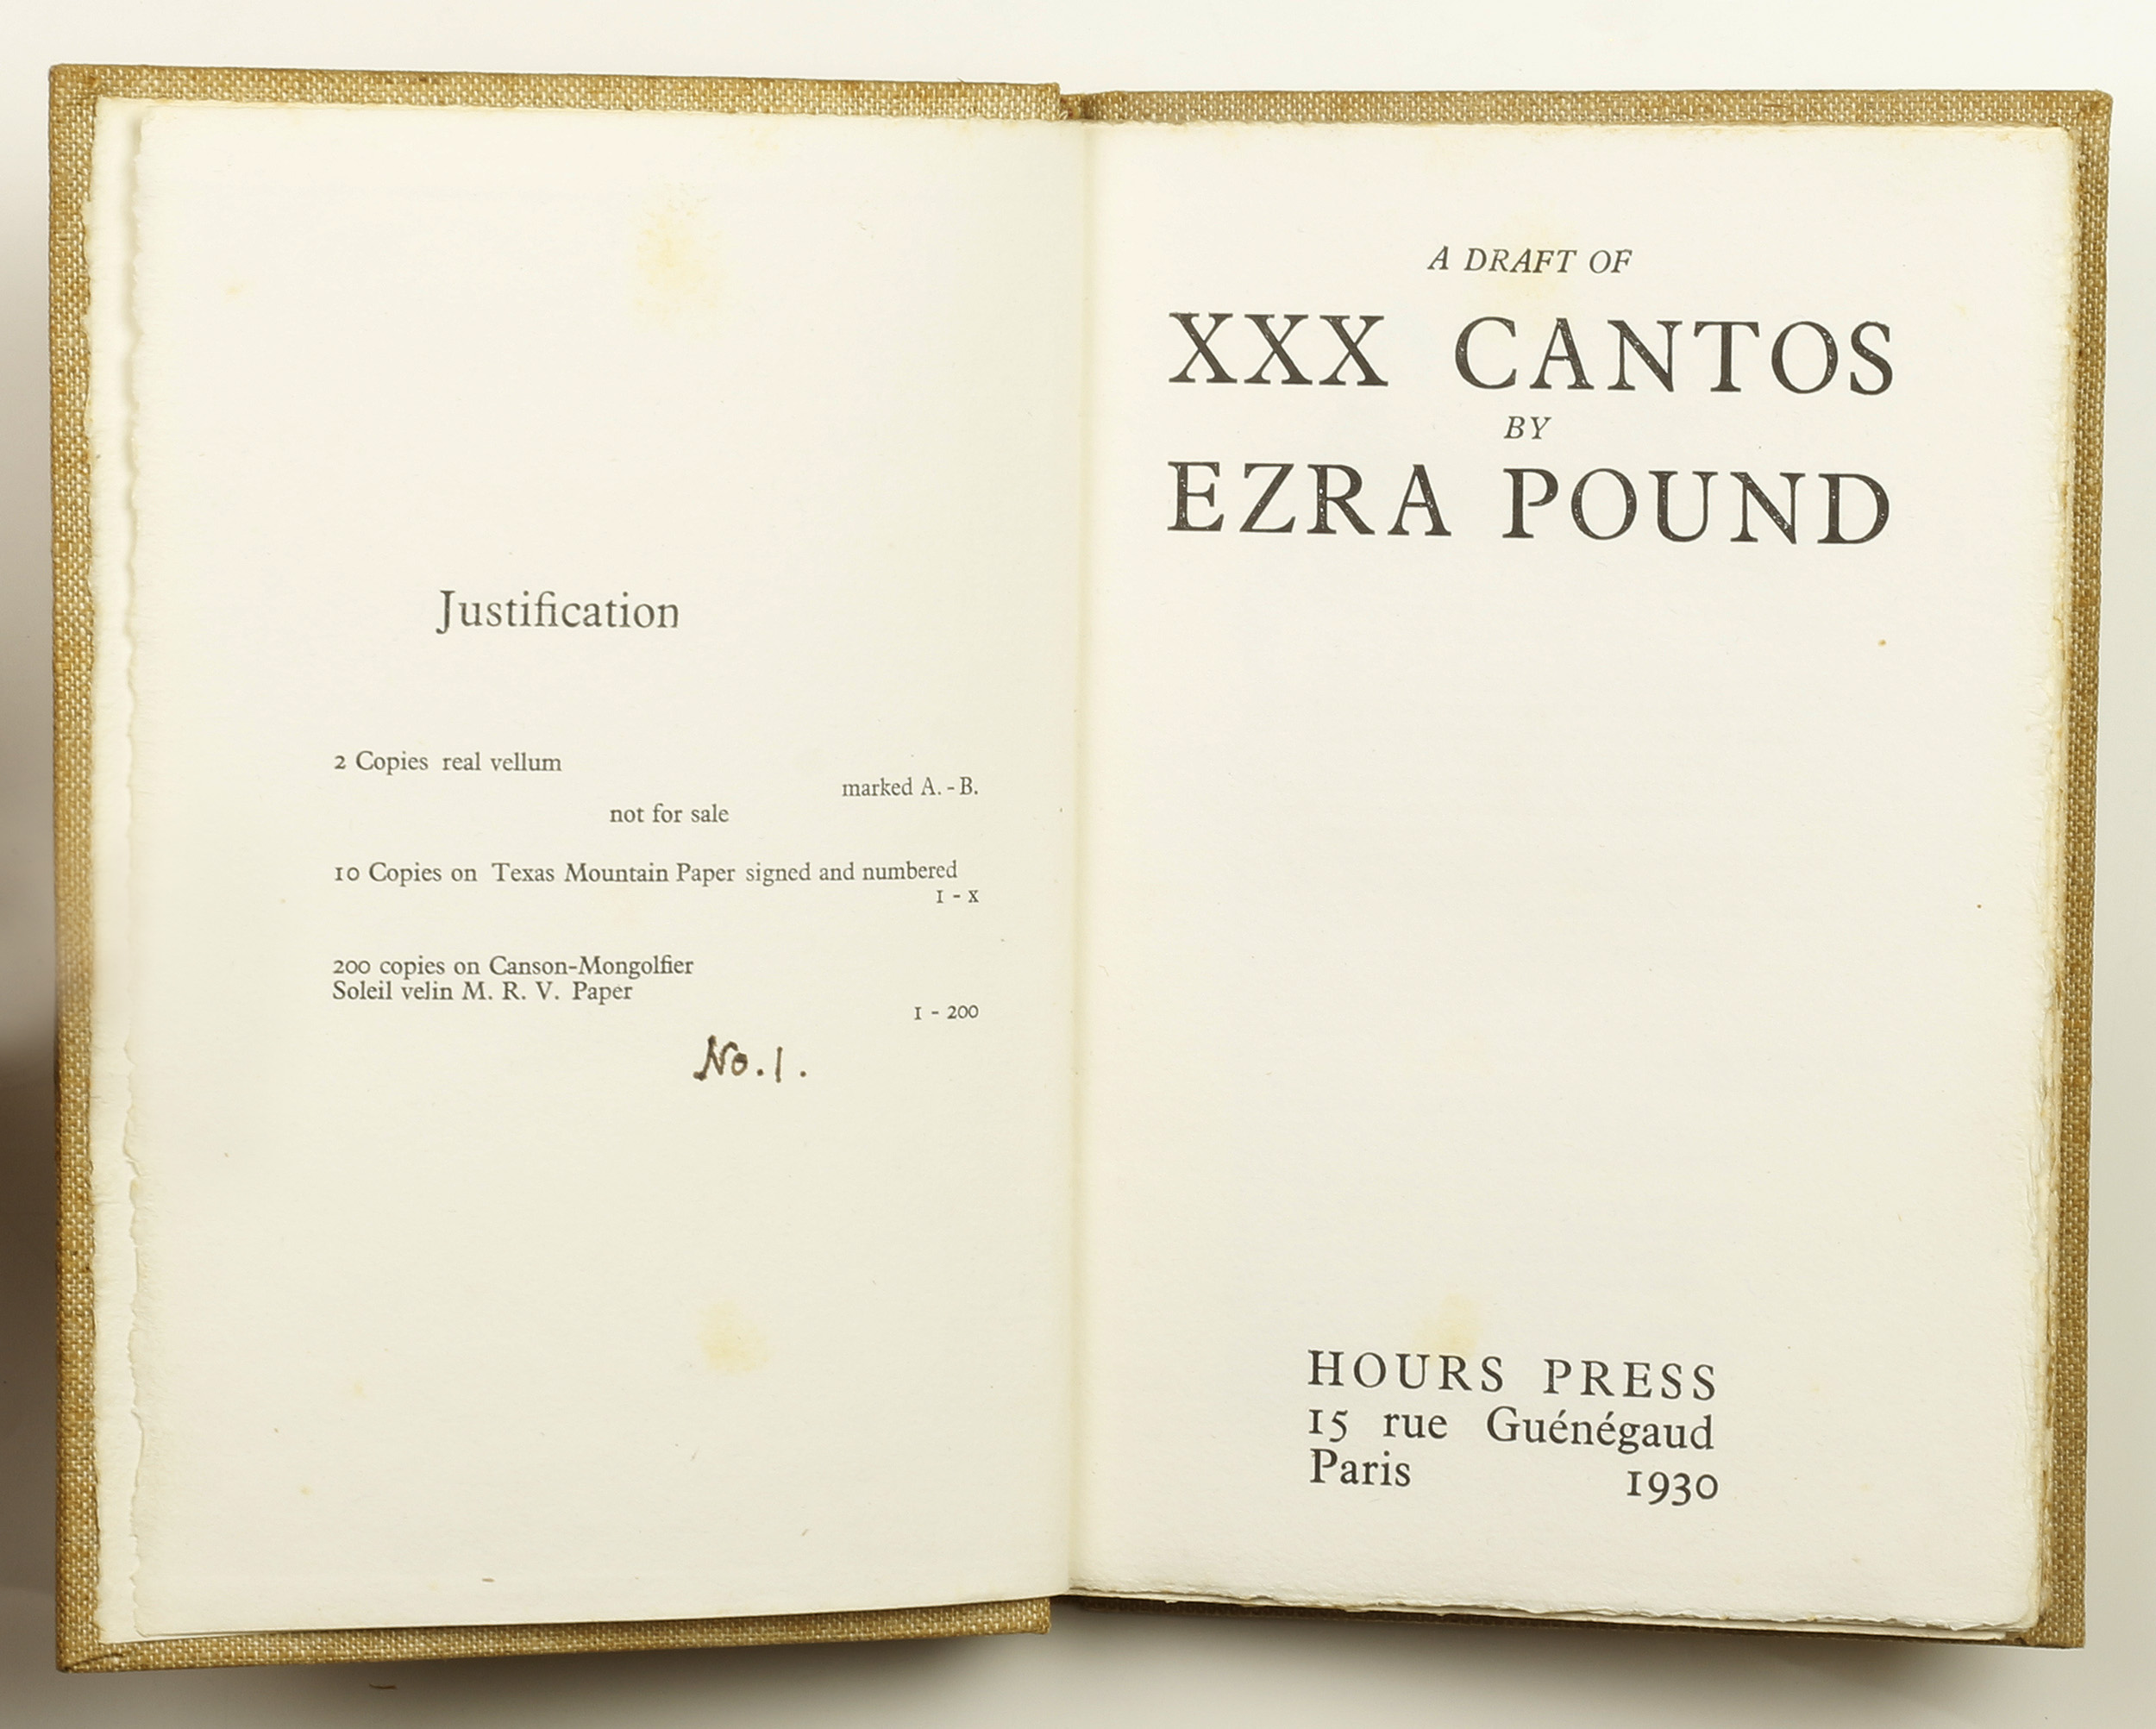 Justification
2 Copies real vellum
marked A. - B.
not for sale
10 Copies on Texas Mountain Paper signed and numbered
I - X
200 copies on Canson-Mongolfier
Soleil velin M. R. V. Paper
1 - 200
No. 1.
A DRAFT OF
XXX CANTOS
BY
EZRA POUND
HOURS PRESS
15 rue Guénégaud
Paris 1930